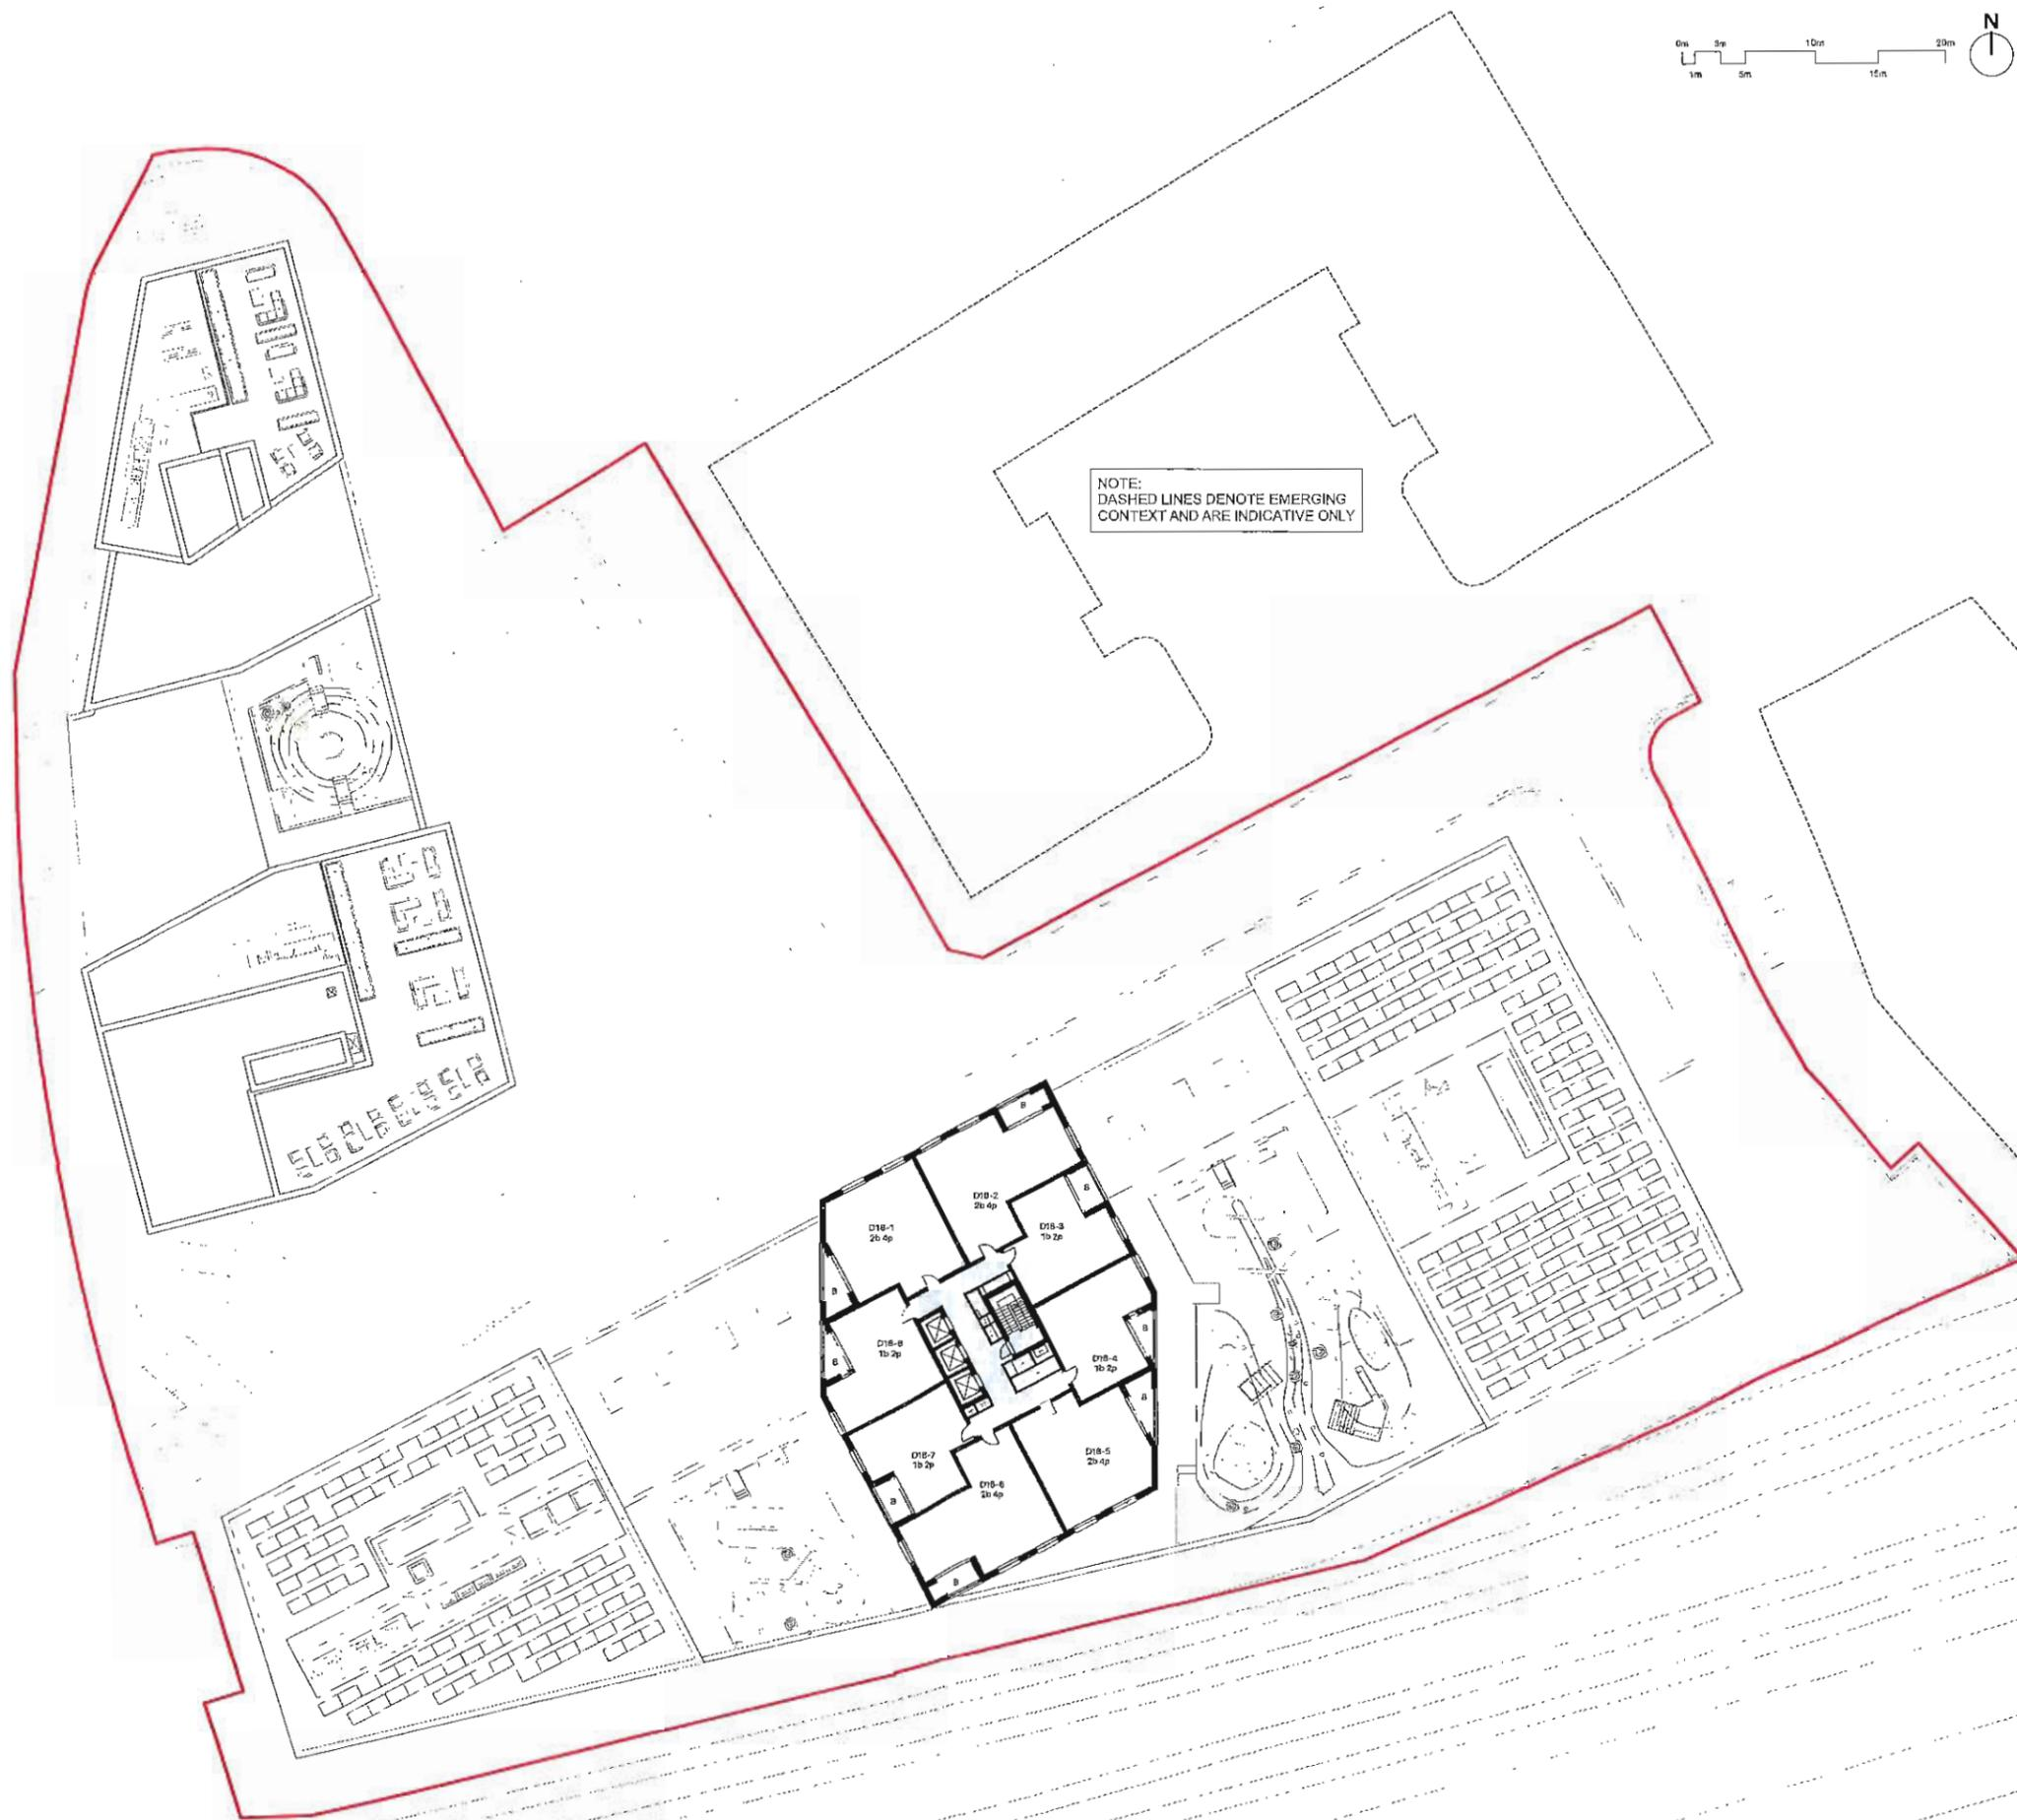 N
0m 3m 10m 20m
1m 5m 15m
NOTE:
DASHED LINES DENOTE EMERGING
CONTEXT AND ARE INDICATIVE ONLY
B
D18-2
2b 4p
B
D18-1
2b 4p
D18-3
1b 2p
B
B
D18-8
1b 2p
B
D18-4
1b 2p
B
D18-5
2b 4p
D18-7
1b 2p
D18-6
2b 4p
B
B